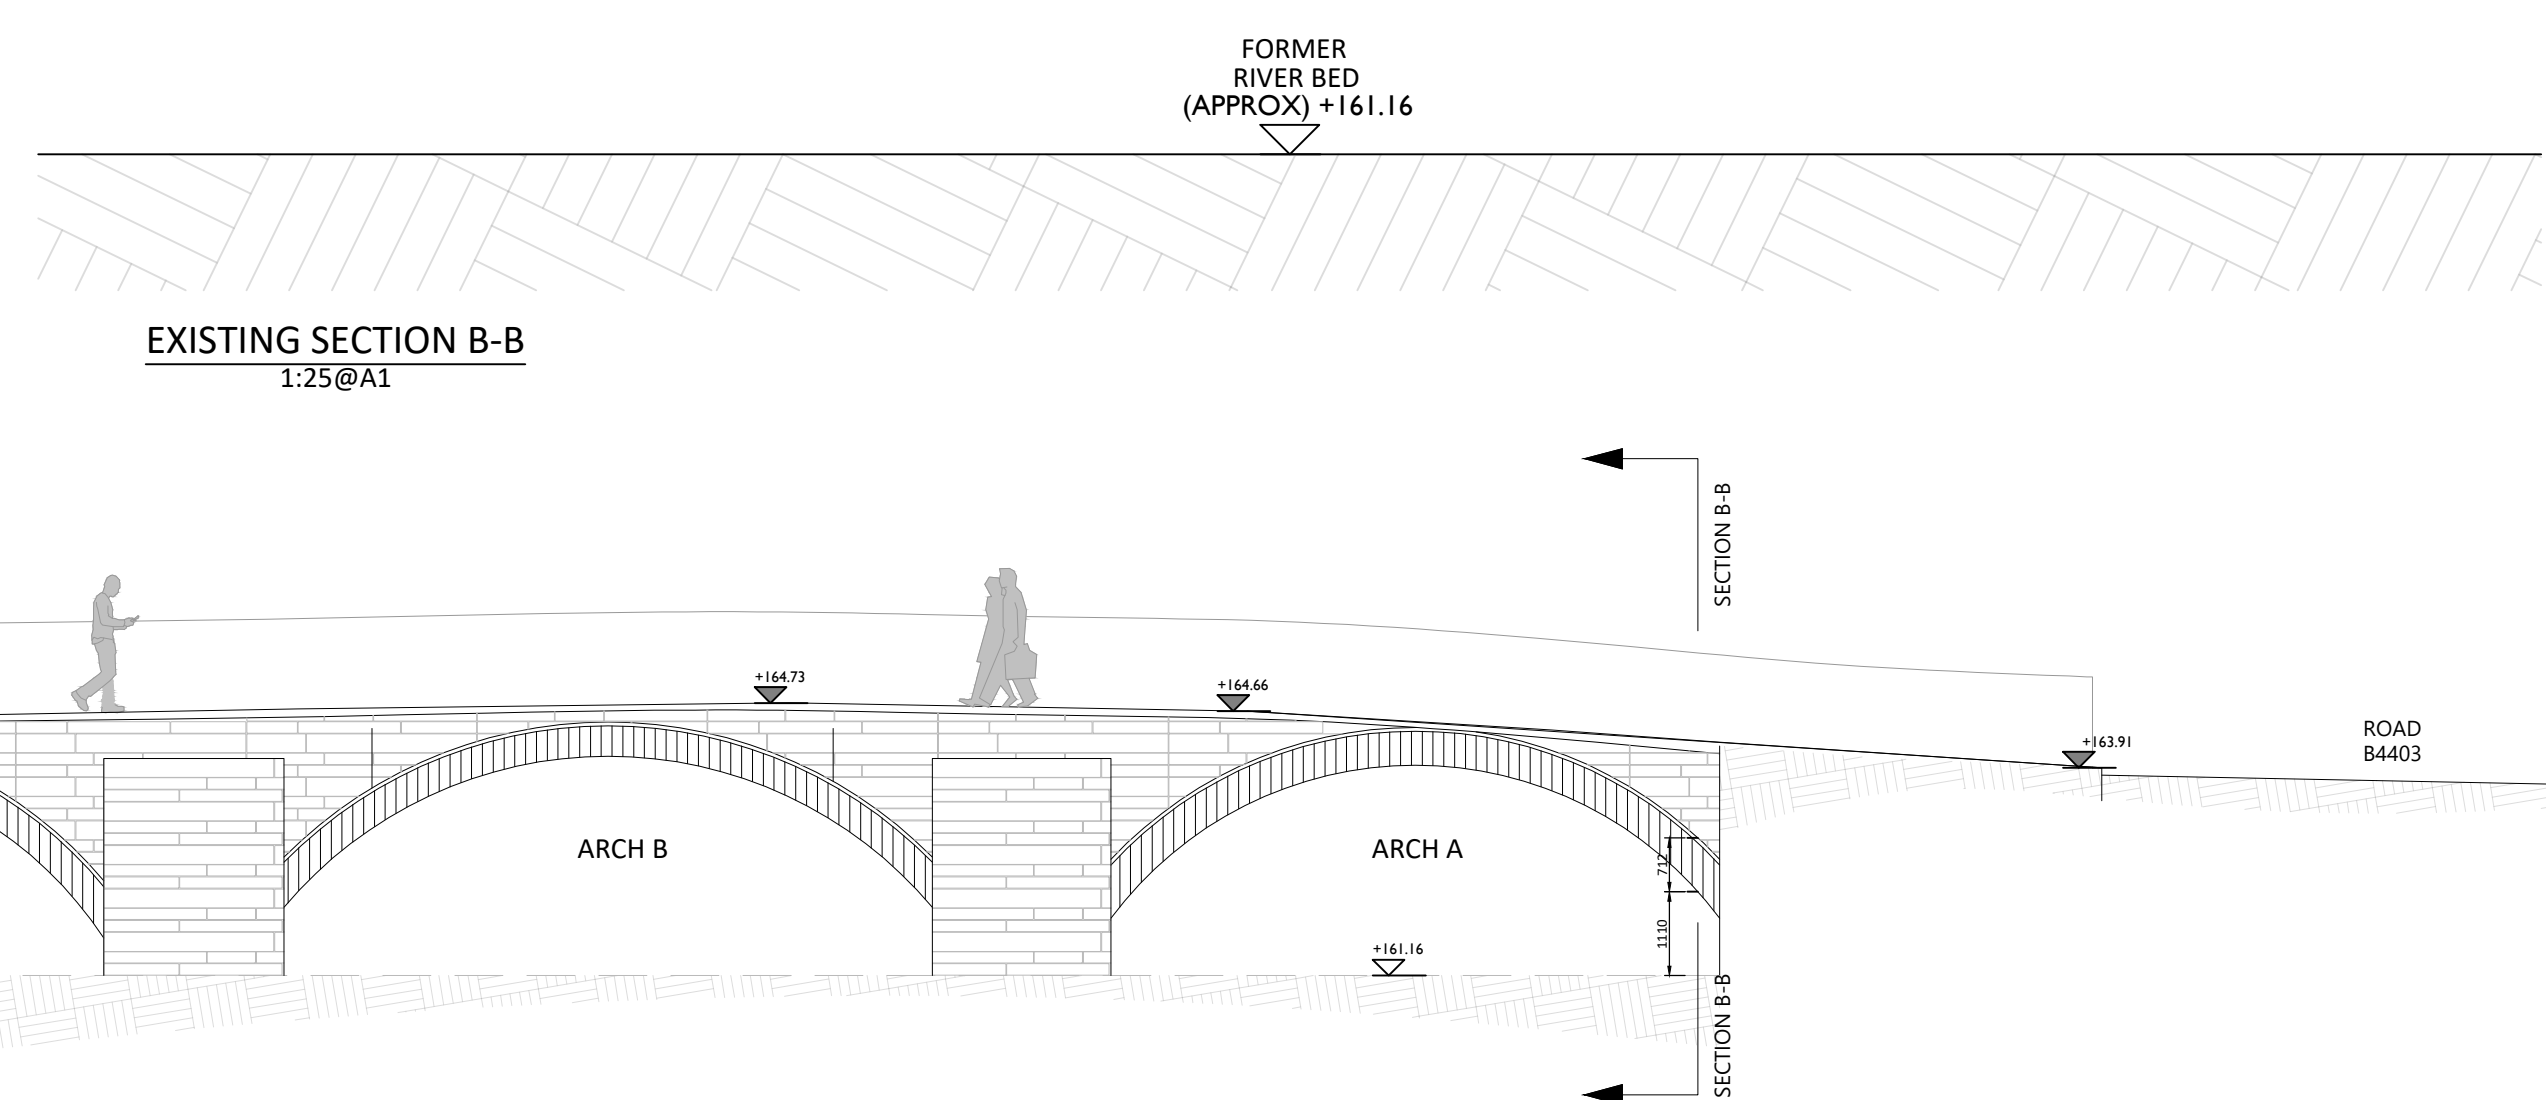 FORMER
RIVER BED
(APPROX) +161.16
EXISTING SECTION B-B
1:25@A1
SECTION B-B
+164.73
+164.66
+163.91
ROAD
B4403
ARCH B
ARCH A
712
1110
+161.16
SECTION B-B